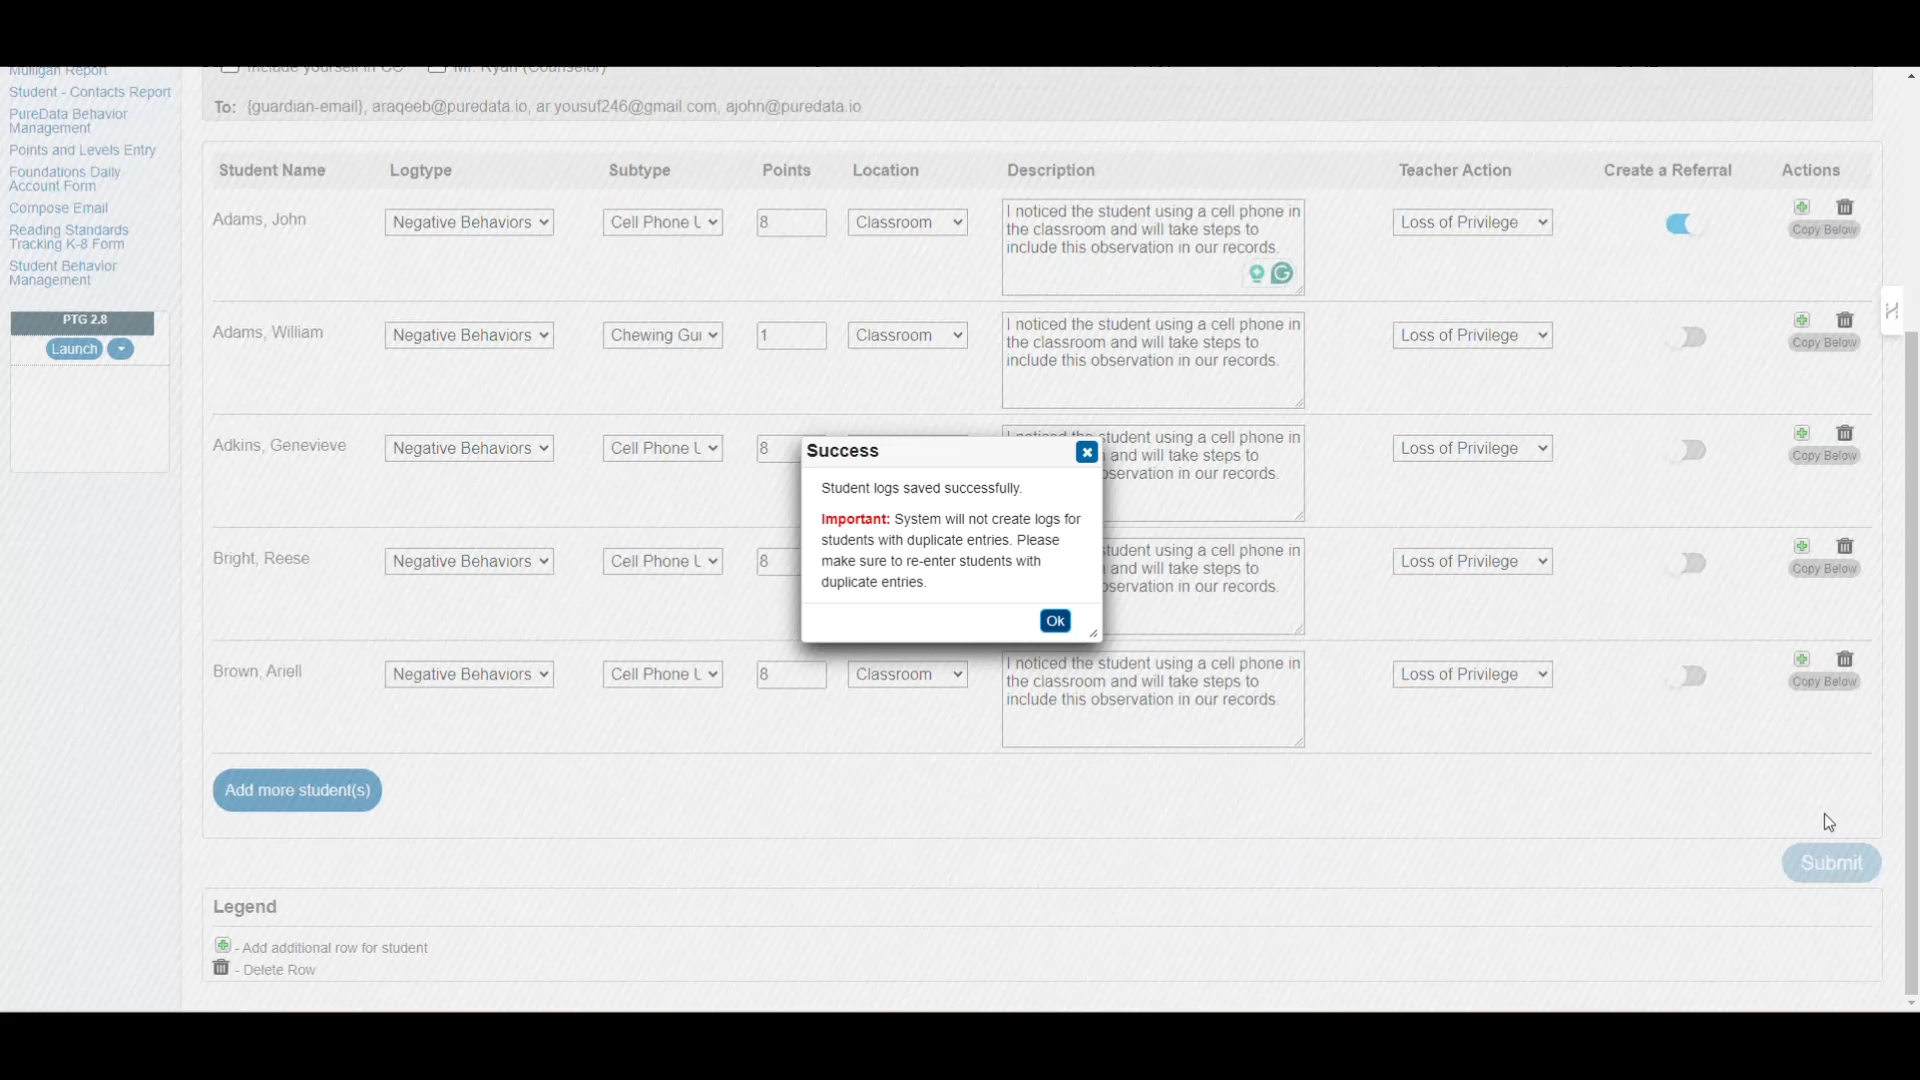 Mulligan Report
Student - Contacts Report
PureData Behavior
Management
Points and Levels Entry
Foundations Daily
Account Form
Compose Email
Reading Standards
Tracking K-8 Form
Student Behavior
Management
PTG 2.8
Launch
Include yourself in CC Mr. Ryan (Counselor)
To: {guardian-email}, araqeeb@puredata.io, ar.yousuf246@gmail.com, ajohn@puredata.io
Student Name Logtype Subtype Points Location Description Teacher Action Create a Referral Actions
Adams, John Negative Behaviors Cell Phone U 8 Classroom Loss of Privilege
I noticed the student using a cell phone in
the classroom and will take steps to
include this observation in our records.
Copy Below
Adams, William Negative Behaviors Chewing Gui 1 Classroom Loss of Privilege
I noticed the student using a cell phone in
the classroom and will take steps to
include this observation in our records.
Copy Below
Adkins, Genevieve Negative Behaviors Cell Phone U 8 Loss of Privilege
student using a cell phone in
and will take steps to
servation in our records.
Copy Below
Bright, Reese Negative Behaviors Cell Phone U 8 Loss of Privilege
student using a cell phone in
and will take steps to
servation in our records.
Copy Below
Brown, Ariell Negative Behaviors Cell Phone U 8 Classroom Loss of Privilege
I noticed the student using a cell phone in
the classroom and will take steps to
include this observation in our records.
Copy Below
Success
Student logs saved successfully.
Important: System will not create logs for
students with duplicate entries. Please
make sure to re-enter students with
duplicate entries.
Ok
Add more student(s)
Submit
Legend
- Add additional row for student
- Delete Row